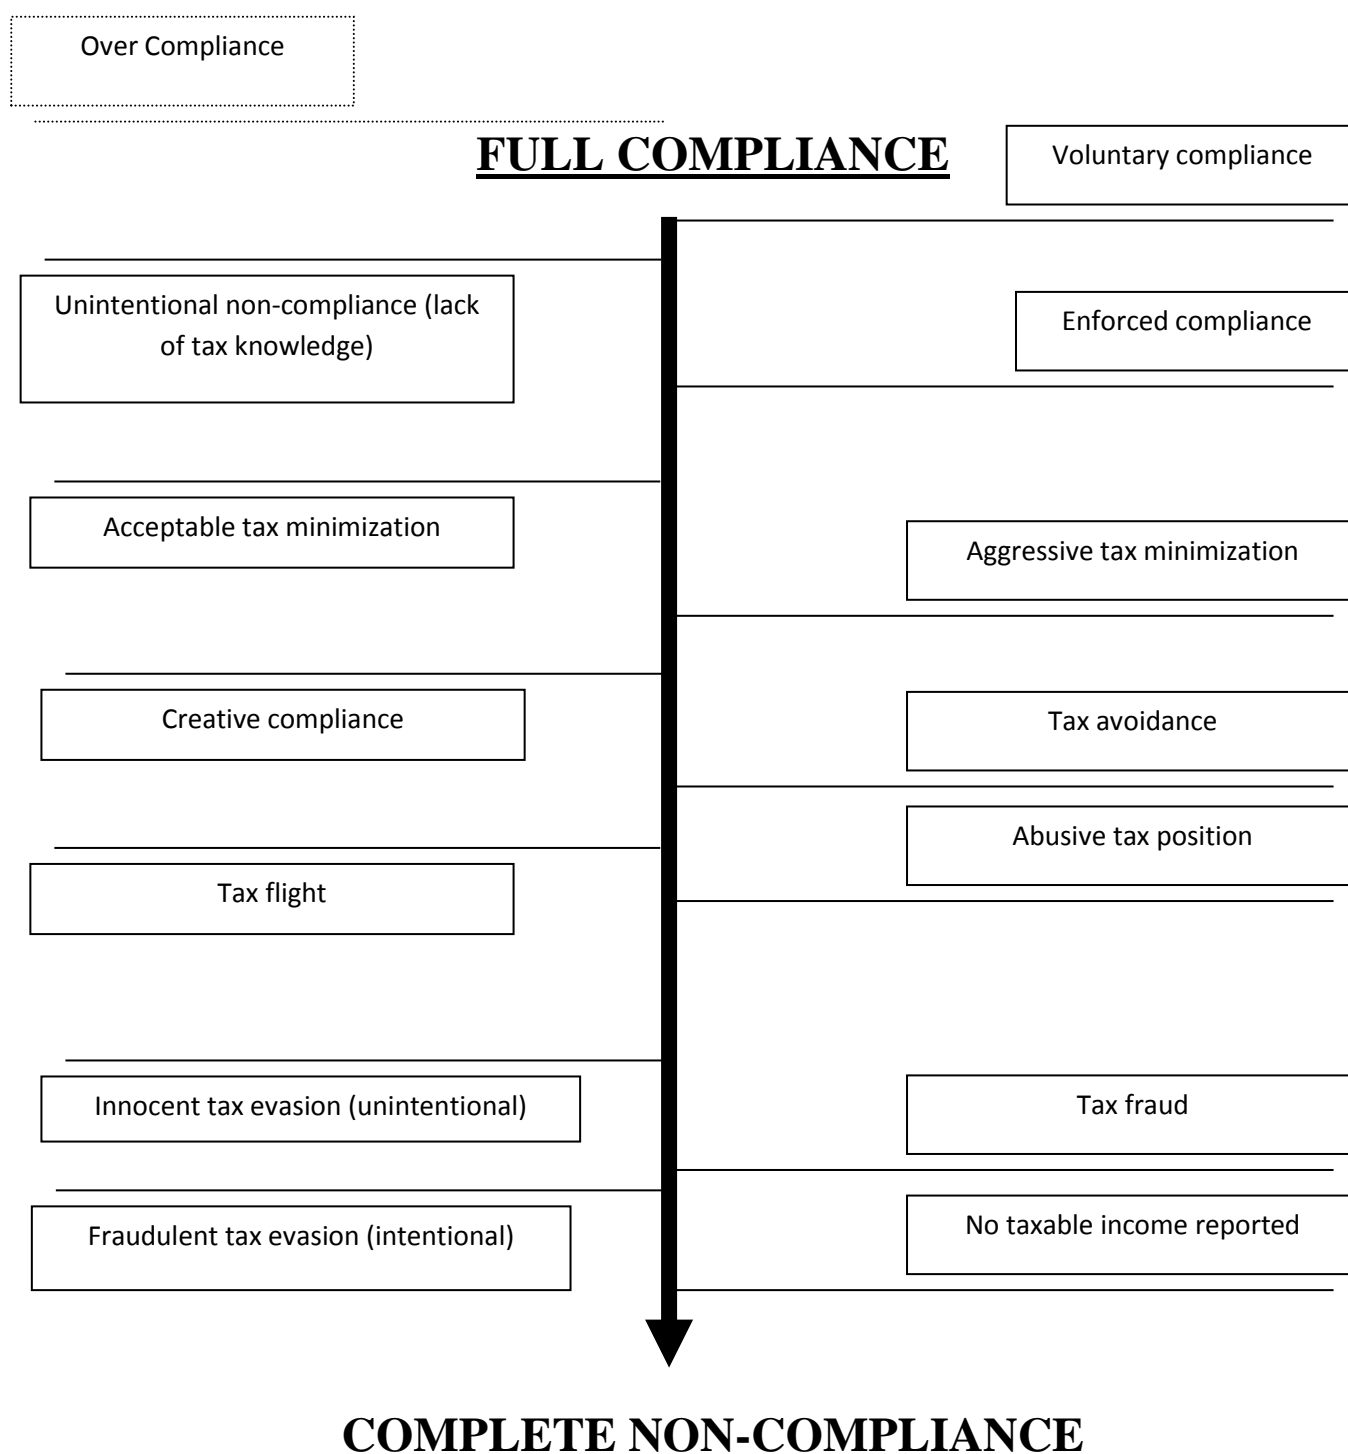 Over Compliance
FULL COMPLIANCE
Voluntary compliance
Unintentional non-compliance (lack
of tax knowledge)
Enforced compliance
Acceptable tax minimization
Aggressive tax minimization
Creative compliance
Tax avoidance
Abusive tax position
Tax flight
Innocent tax evasion (unintentional)
Tax fraud
Fraudulent tax evasion (intentional)
No taxable income reported
COMPLETE NON-COMPLIANCE